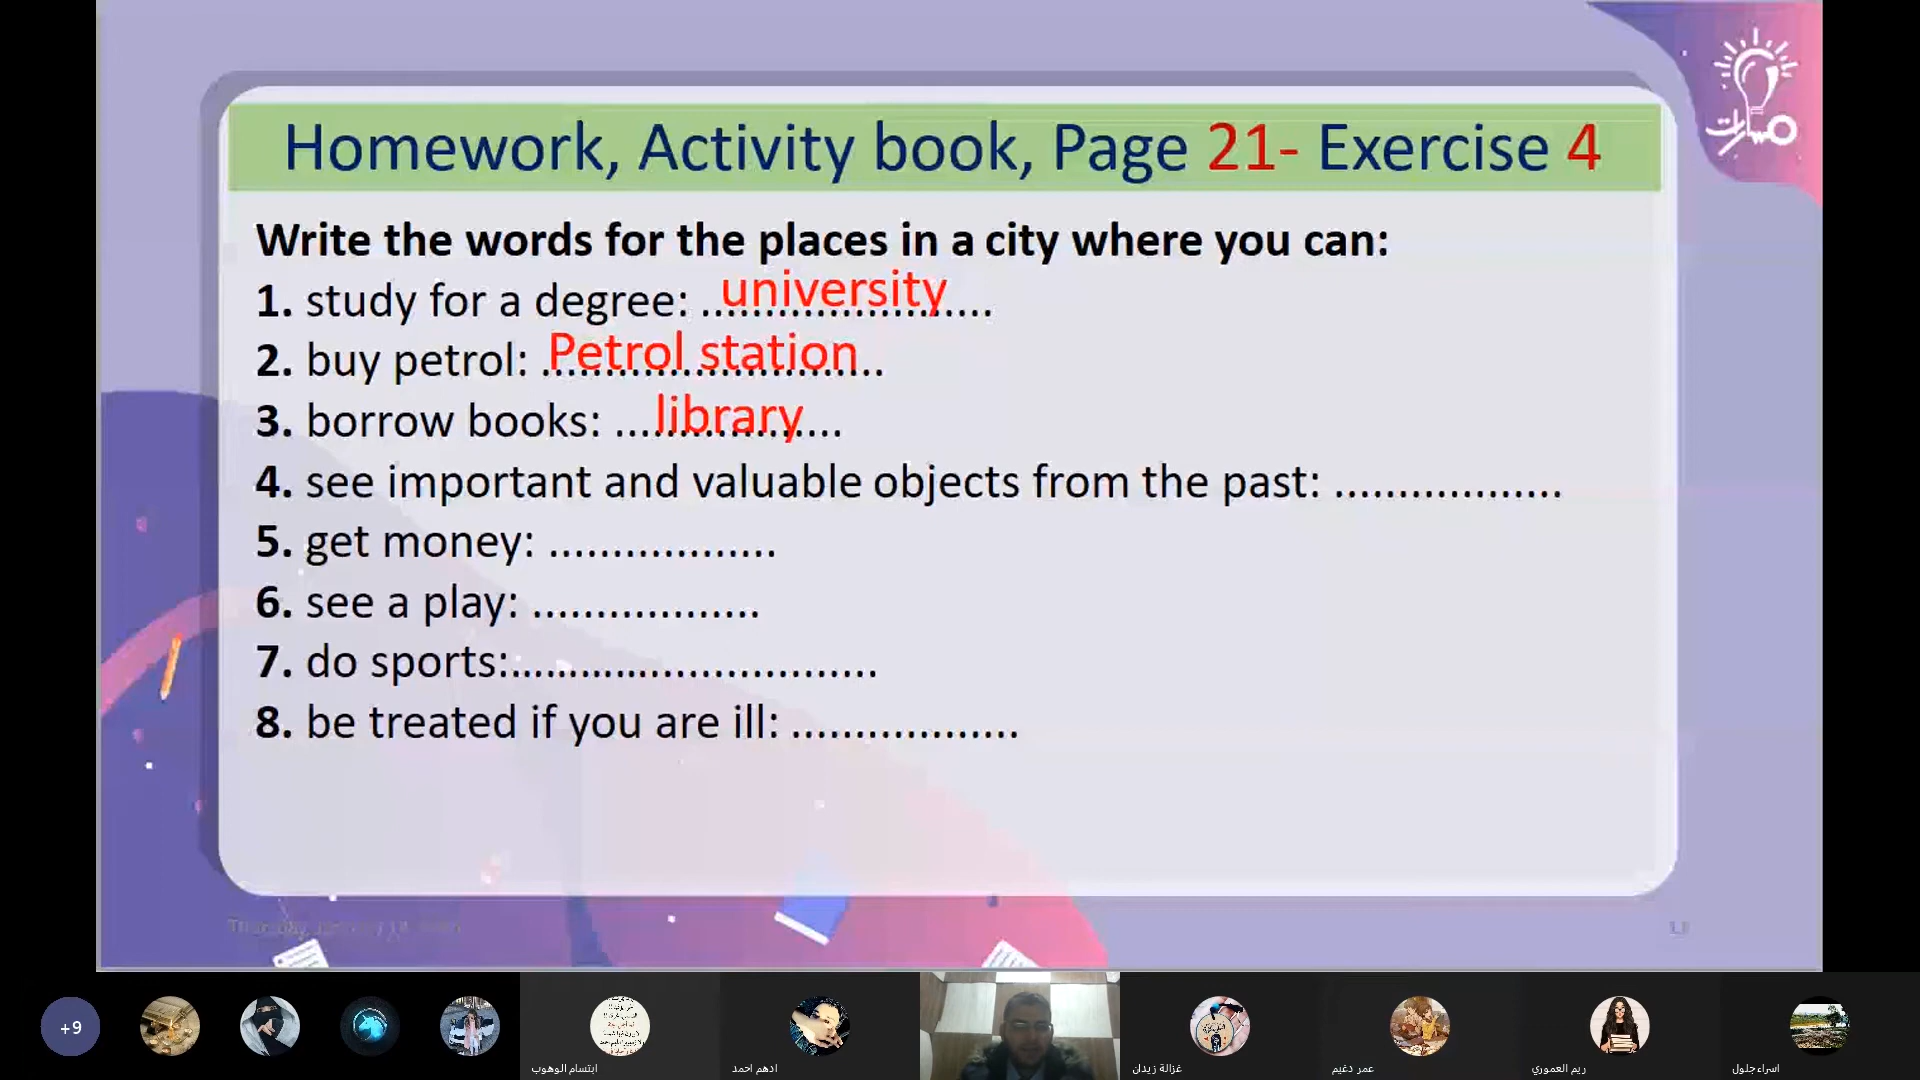 مسارات
Homework, Activity book, Page 21- Exercise 4
Write the words for the places in a city where you can:
1. study for a degree: ....................... university
2. buy petrol: ........................... Petrol station
3. borrow books: .................. library
4. see important and valuable objects from the past: ..................
5. get money: ..................
6. see a play: ..................
7. do sports:.............................
8. be treated if you are ill: ..................
+9
ابتسام الوهوب
ادهم احمد
غزالة زيدان
عمر دغيم
ريم العموري
اسراء جلول